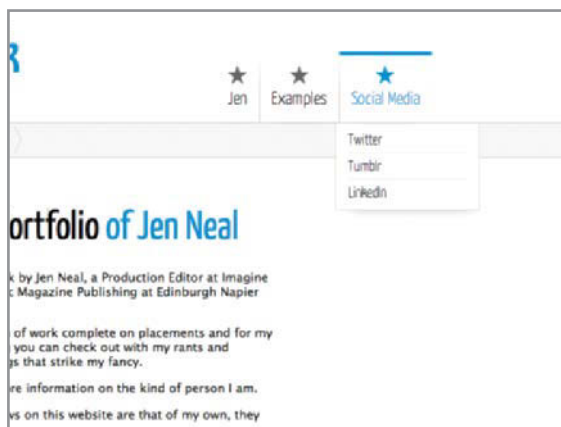 R
Jen Examples Social Media
Twitter
Tumblr
LinkedIn
ortfolio of Jen Neal
k by Jen Neal, a Production Editor at Imagine
: Magazine Publishing at Edinburgh Napier
of work complete on placements and for my
you can check out with my rants and
gs that strike my fancy.
re information on the kind of person I am.
ws on this website are that of my own, they